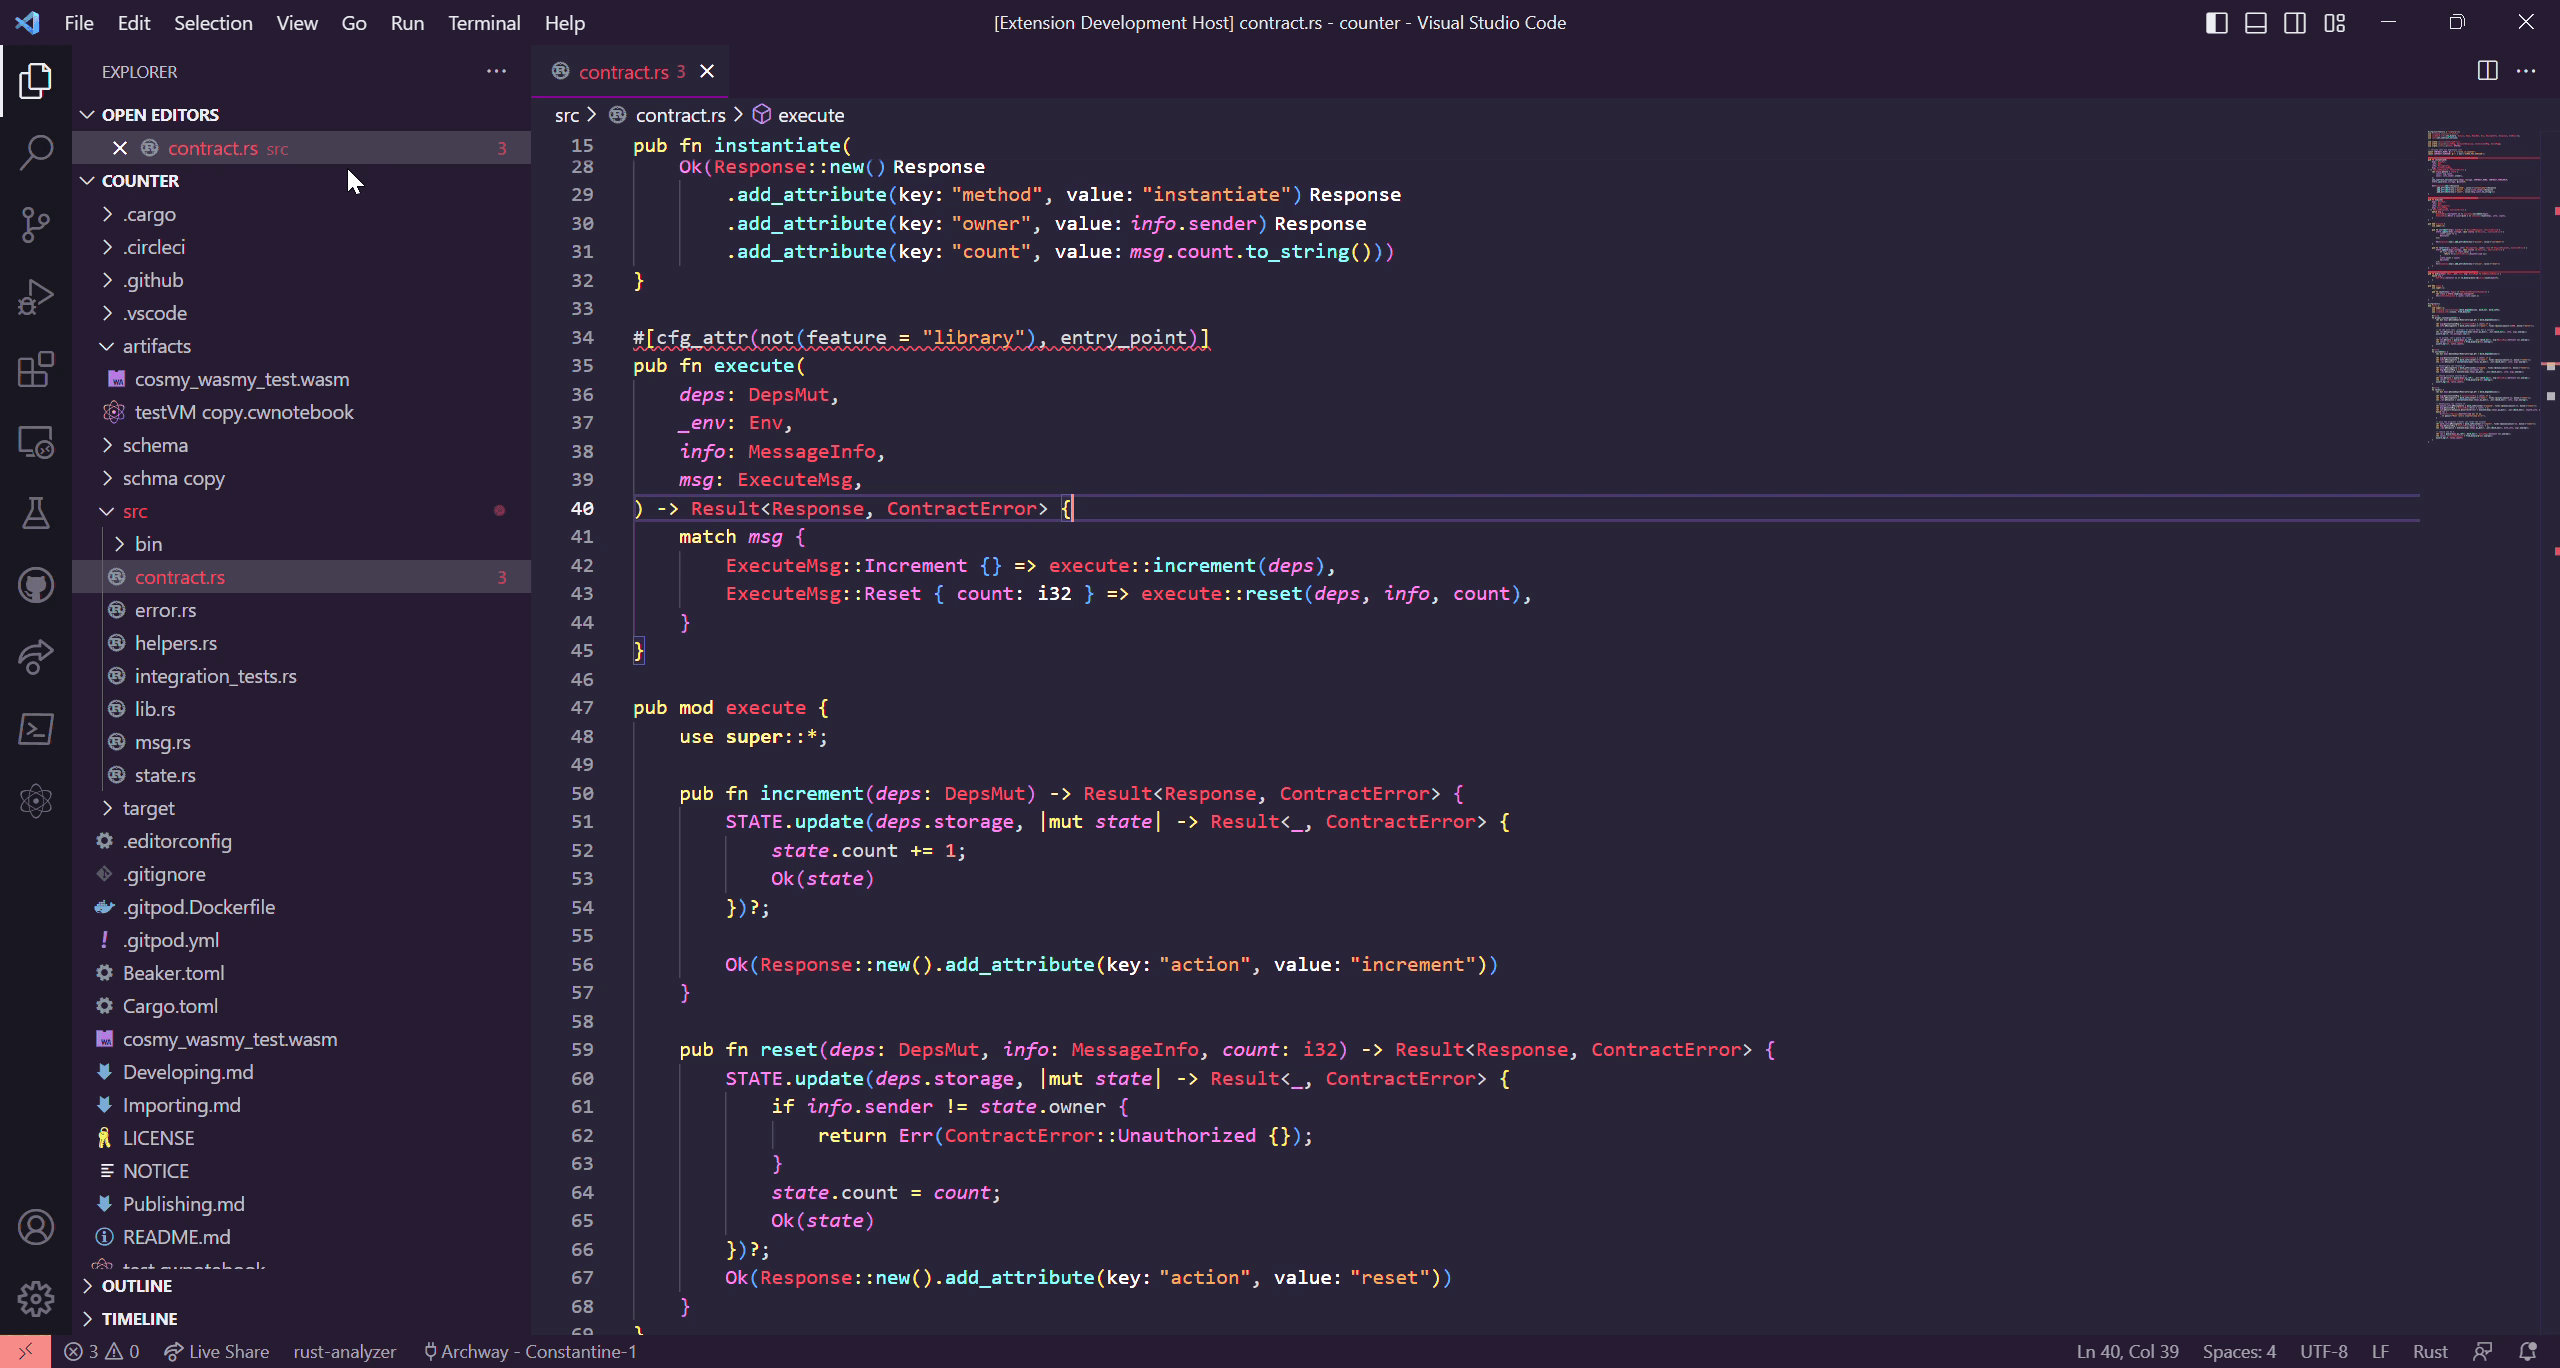 File Edit Selection View Go Run Terminal Help
[Extension Development Host] contract.rs - counter - Visual Studio Code
EXPLORER
OPEN EDITORS
contract.rs src 3
COUNTER
.cargo
.circleci
.github
.vscode
artifacts
cosmy_wasmy_test.wasm
testVM copy.cwnotebook
schema
schma copy
src
bin
contract.rs 3
error.rs
helpers.rs
integration_tests.rs
lib.rs
msg.rs
state.rs
target
.editorconfig
.gitignore
.gitpod.Dockerfile
.gitpod.yml
Beaker.toml
Cargo.toml
cosmy_wasmy_test.wasm
Developing.md
Importing.md
LICENSE
NOTICE
Publishing.md
README.md
OUTLINE
TIMELINE
contract.rs 3
src > contract.rs > execute
15 pub fn instantiate(
28 Ok(Response::new() Response
29 .add_attribute(key: "method", value: "instantiate") Response
30 .add_attribute(key: "owner", value: info.sender) Response
31 .add_attribute(key: "count", value: msg.count.to_string()))
32 }
33
34 #[cfg_attr(not(feature = "library"), entry_point)]
35 pub fn execute(
36 deps: DepsMut,
37 _env: Env,
38 info: MessageInfo,
39 msg: ExecuteMsg,
40 ) -> Result<Response, ContractError> {
41 match msg {
42 ExecuteMsg::Increment {} => execute::increment(deps),
43 ExecuteMsg::Reset { count: i32 } => execute::reset(deps, info, count),
44 }
45 }
46
47 pub mod execute {
48 use super::*;
49
50 pub fn increment(deps: DepsMut) -> Result<Response, ContractError> {
51 STATE.update(deps.storage, |mut state| -> Result<_, ContractError> {
52 state.count += 1;
53 Ok(state)
54 })?;
55
56 Ok(Response::new().add_attribute(key: "action", value: "increment"))
57 }
58
59 pub fn reset(deps: DepsMut, info: MessageInfo, count: i32) -> Result<Response, ContractError> {
60 STATE.update(deps.storage, |mut state| -> Result<_, ContractError> {
61 if info.sender != state.owner {
62 return Err(ContractError::Unauthorized {});
63 }
64 state.count = count;
65 Ok(state)
66 })?;
67 Ok(Response::new().add_attribute(key: "action", value: "reset"))
68 }
69 }
3 0 Live Share rust-analyzer Archway - Constantine-1
Ln 40, Col 39 Spaces: 4 UTF-8 LF Rust